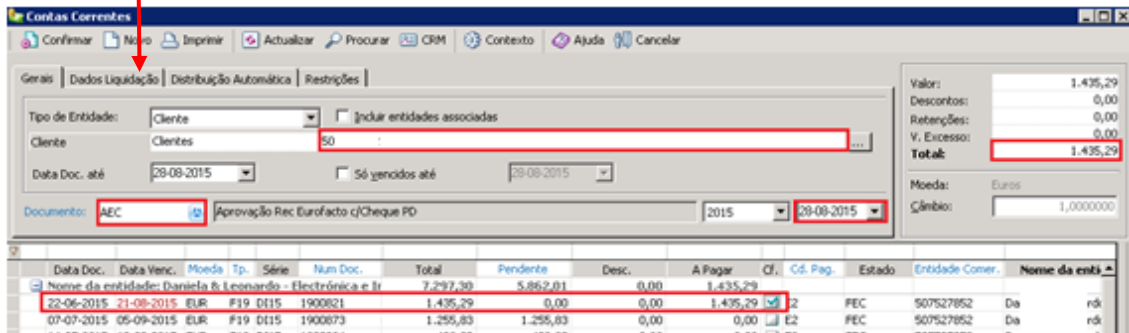 Contas Correntes
Confirmar Novo Imprimir Actualizar Procurar CRM Contexto Ajuda Cancelar
Gerais Dados Liquidação Distribuição Automática Restrições
Tipo de Entidade: Cliente Incluir entidades associadas
Cliente Clientes 50 :
Data Doc. até 28-08-2015 Só vencidos até 28-08-2015
Documento: AEC Aprovação Rec Eurofacto c/Cheque PD 2015 28-08-2015
Valor: 1.435,29
Descontos: 0,00
Retenções: 0,00
V. Excesso: 0,00
Total: 1.435,29
Moeda: Euros
Câmbio: 1,0000000
Data Doc. Data Venc. Moeda Tp. Série Num Doc. Total Pendente Desc. A Pagar Cf. Cd. Pag. Estado Entidade Comer. Nome da enti
Nome da entidade: Daniela & Leonardo - Electrónica e Ir 7.297,30 5.862,01 0,00 1.435,29
22-06-2015 21-08-2015 EUR F19 DI15 1900821 1.435,29 0,00 0,00 1.435,29 E2 FEC 507527852 Da
07-07-2015 05-09-2015 EUR F19 DI15 1900873 1.255,83 1.255,83 0,00 0,00 E2 FEC 507527852 Da